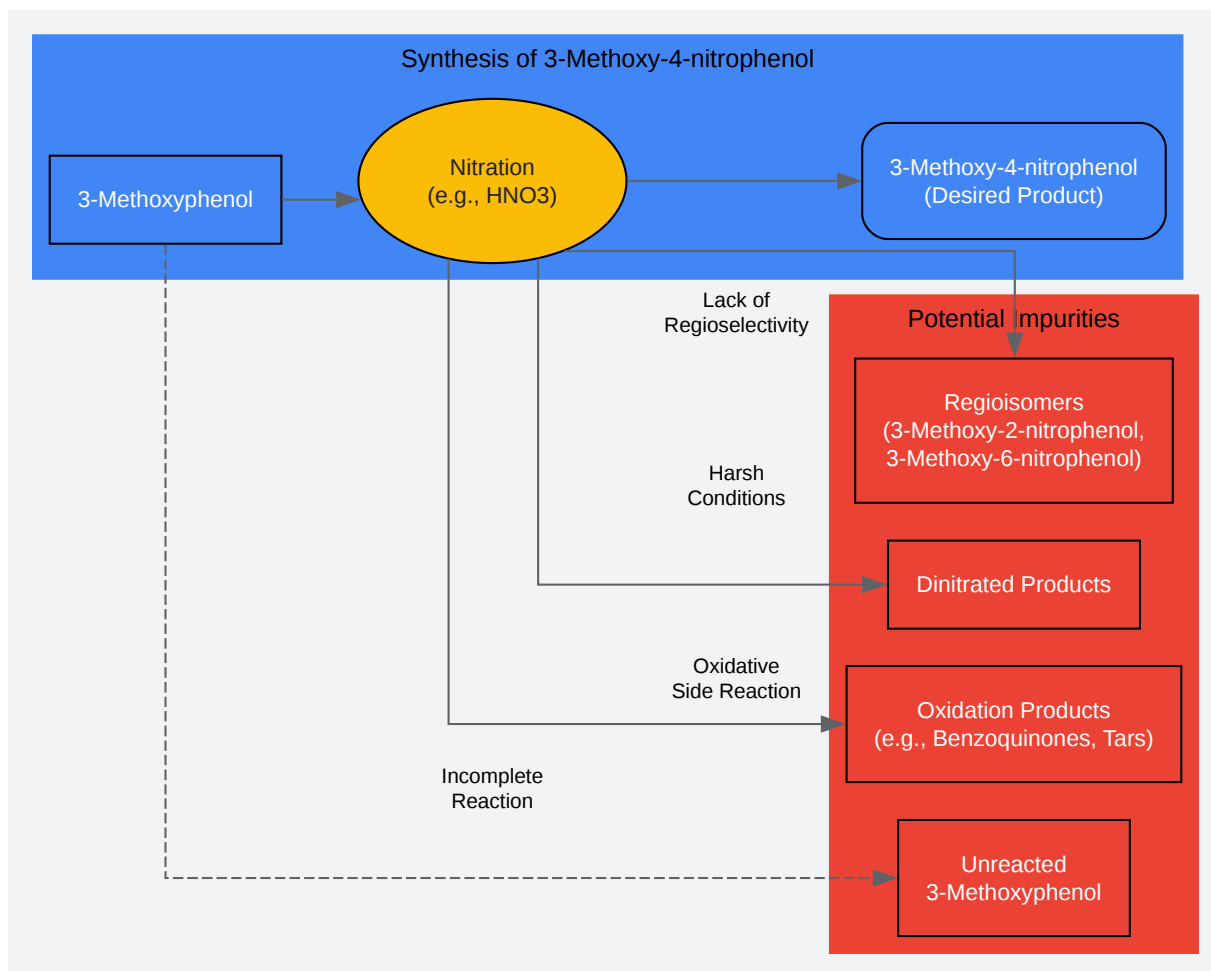 Synthesis of 3-Methoxy-4-nitrophenol
3-Methoxyphenol
Nitration
(e.g., HNO3)
3-Methoxy-4-nitrophenol
(Desired Product)
Lack of
Regioselectivity
Potential Impurities
Regioisomers
(3-Methoxy-2-nitrophenol,
3-Methoxy-6-nitrophenol)
Harsh
Conditions
Dinitrated Products
Oxidative
Side Reaction
Oxidation Products
(e.g., Benzoquinones, Tars)
Incomplete
Reaction
Unreacted
3-Methoxyphenol